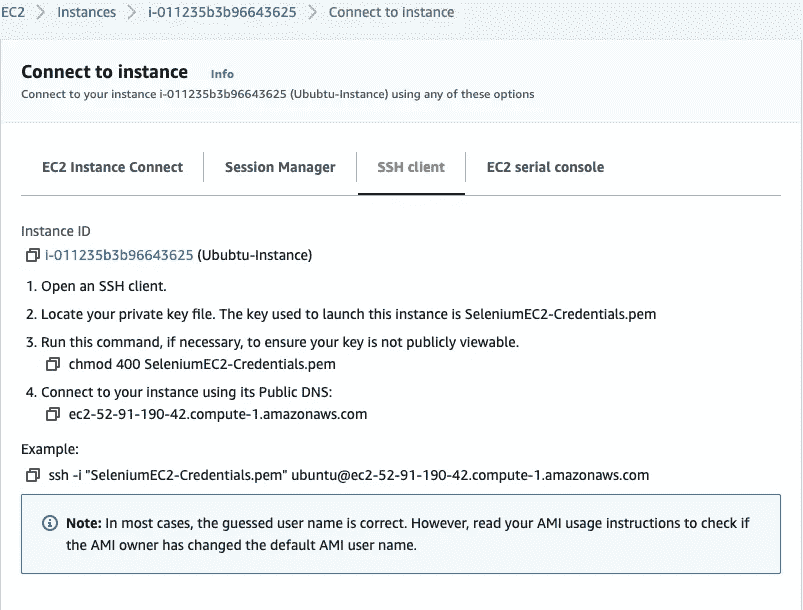 EC2 > Instances > i-011235b3b96643625 > Connect to instance
Connect to instance Info
Connect to your instance i-011235b3b96643625 (Ububtu-Instance) using any of these options
EC2 Instance Connect Session Manager SSH client EC2 serial console
Instance ID
i-011235b3b96643625 (Ububtu-Instance)
1. Open an SSH client.
2. Locate your private key file. The key used to launch this instance is SeleniumEC2-Credentials.pem
3. Run this command, if necessary, to ensure your key is not publicly viewable.
chmod 400 SeleniumEC2-Credentials.pem
4. Connect to your instance using its Public DNS:
ec2-52-91-190-42.compute-1.amazonaws.com
Example:
ssh -i "SeleniumEC2-Credentials.pem" ubuntu@ec2-52-91-190-42.compute-1.amazonaws.com
Note: In most cases, the guessed user name is correct. However, read your AMI usage instructions to check if
the AMI owner has changed the default AMI user name.